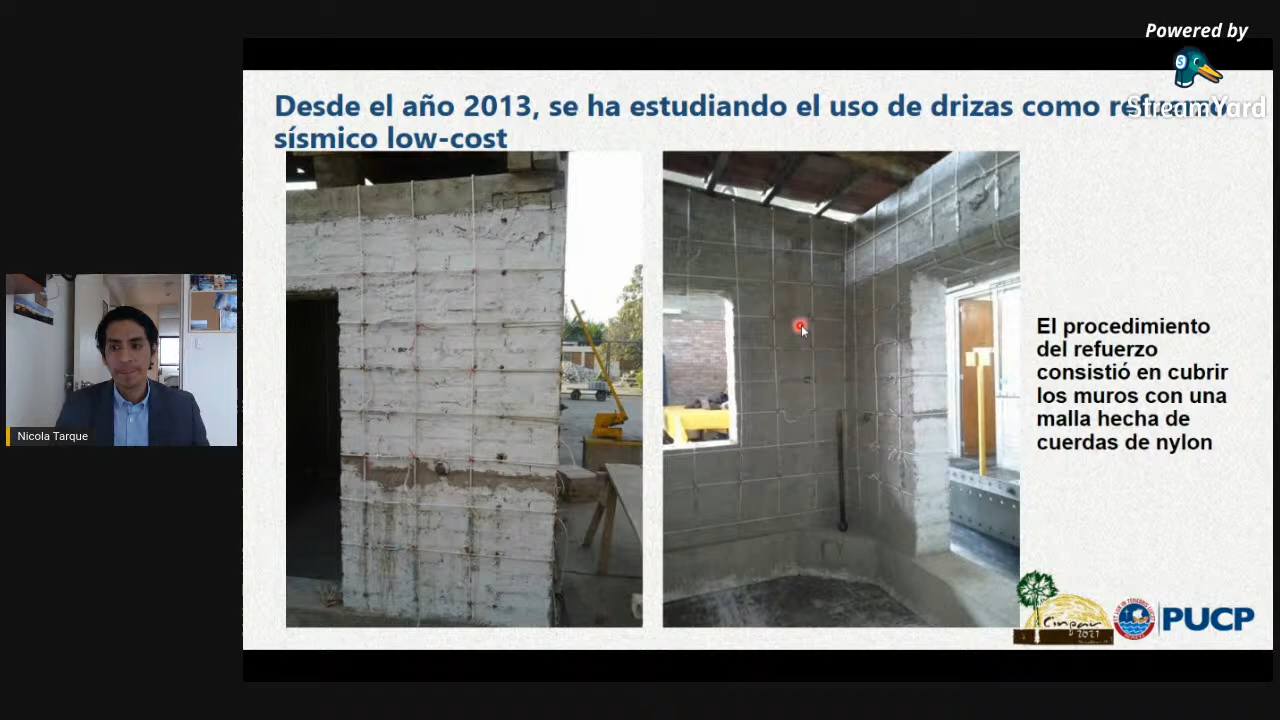 Powered by
StreamYard
Desde el año 2013, se ha estudiando el uso de drizas como refuerzo
sísmico low-cost
El procedimiento
del refuerzo
consistió en cubrir
los muros con una
malla hecha de
cuerdas de nylon
Nicola Tarque
2021
PUCP